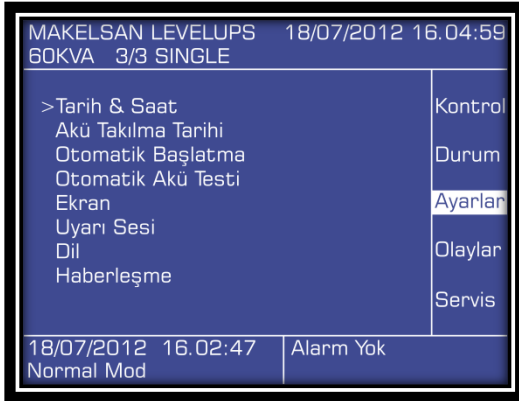 MAKELSAN LEVELUPS 18/07/2012 16.04:59
60KVA 3/3 SINGLE
>Tarih & Saat
Akü Takılma Tarihi
Otomatik Başlatma
Otomatik Akü Testi
Ekran
Uyarı Sesi
Dil
Haberleşme
Kontrol
Durum
Ayarlar
Olaylar
Servis
18/07/2012 16.02:47
Normal Mod
Alarm Yok